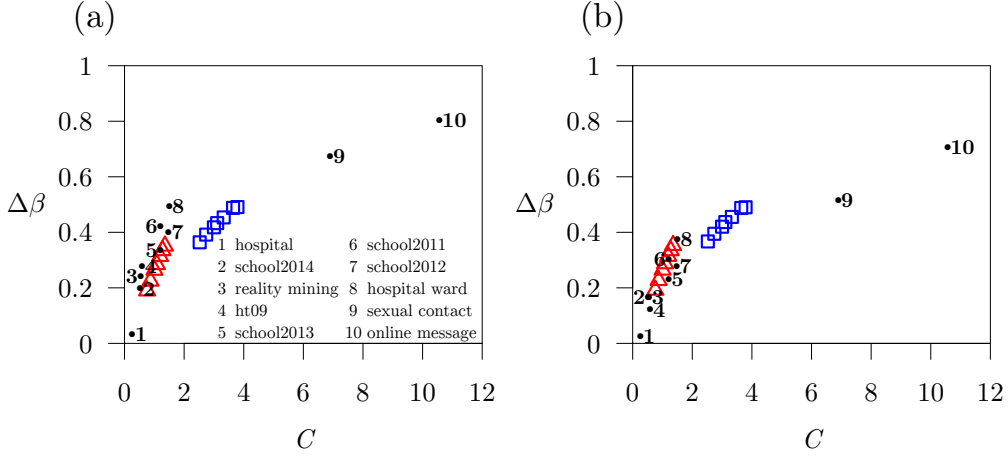 (a)
1
0.8
0.6
0.4
0.2
0
Δβ
10
9
8
6
7
5
4
3
2
1
1 hospital
2 school2014
3 reality mining
4 ht09
5 school2013
6 school2011
7 school2012
8 hospital ward
9 sexual contact
10 online message
0 2 4 6 8 10 12
C
(b)
1
0.8
0.6
0.4
0.2
0
Δβ
10
9
8
6
7
5
2
3
4
1
0 2 4 6 8 10 12
C